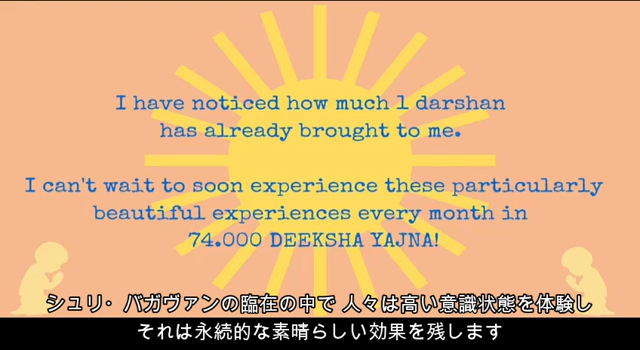 I have noticed how much 1 darshan
has already brought to me.
I can't wait to soon experience these particularly
beautiful experiences every month in
74.000 DEEKSHA YAJNA!
シュリ・バガヴァンの臨在の中で 人々は高い意識状態を体験し
それは永続的な素晴らしい効果を残します